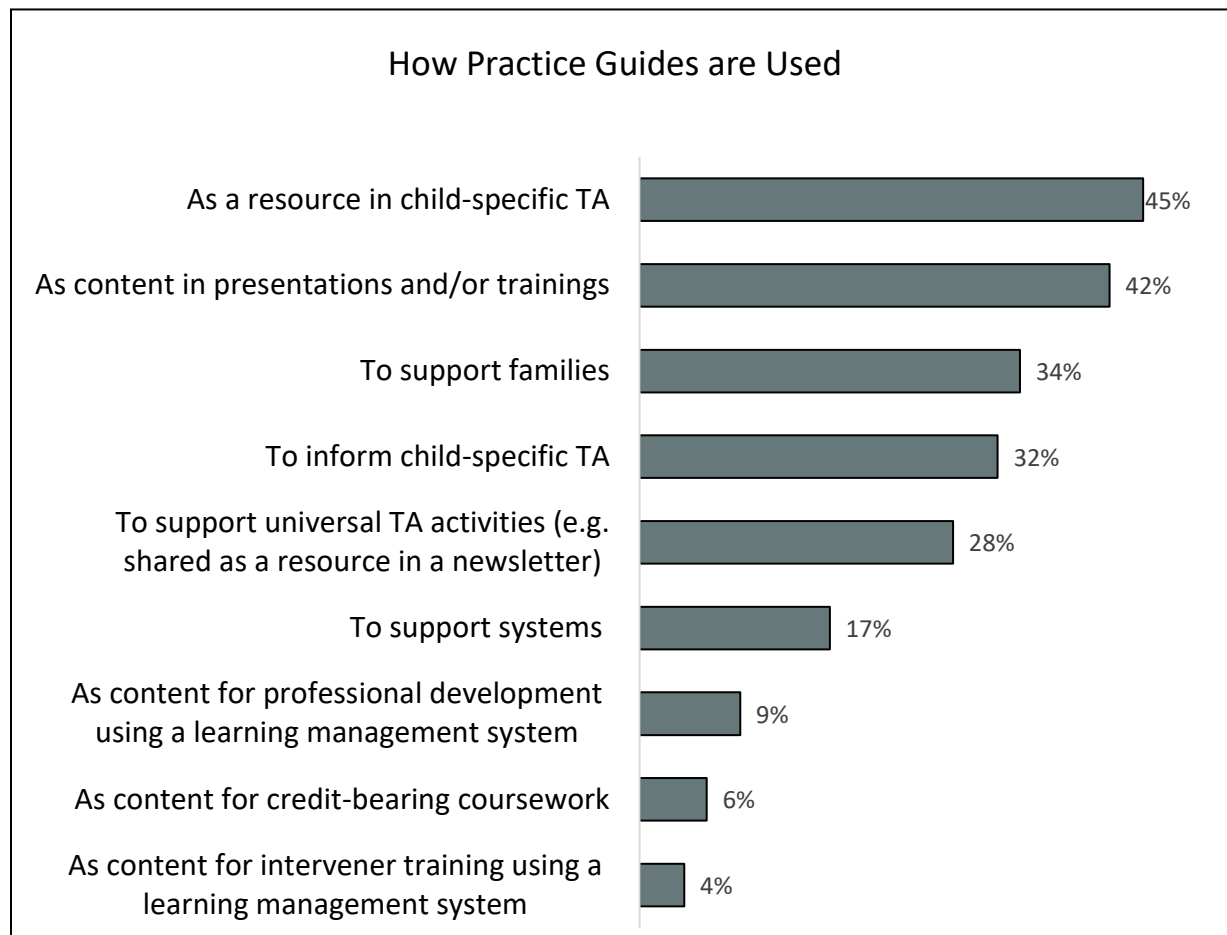 How Practice Guides are Used
As a resource in child-specific TA
45%
As content in presentations and/or trainings
42%
To support families
34%
To inform child-specific TA
32%
To support universal TA activities (e.g.
shared as a resource in a newsletter)
28%
To support systems
17%
As content for professional development
using a learning management system
9%
As content for credit-bearing coursework
6%
As content for intervener training using a
learning management system
4%